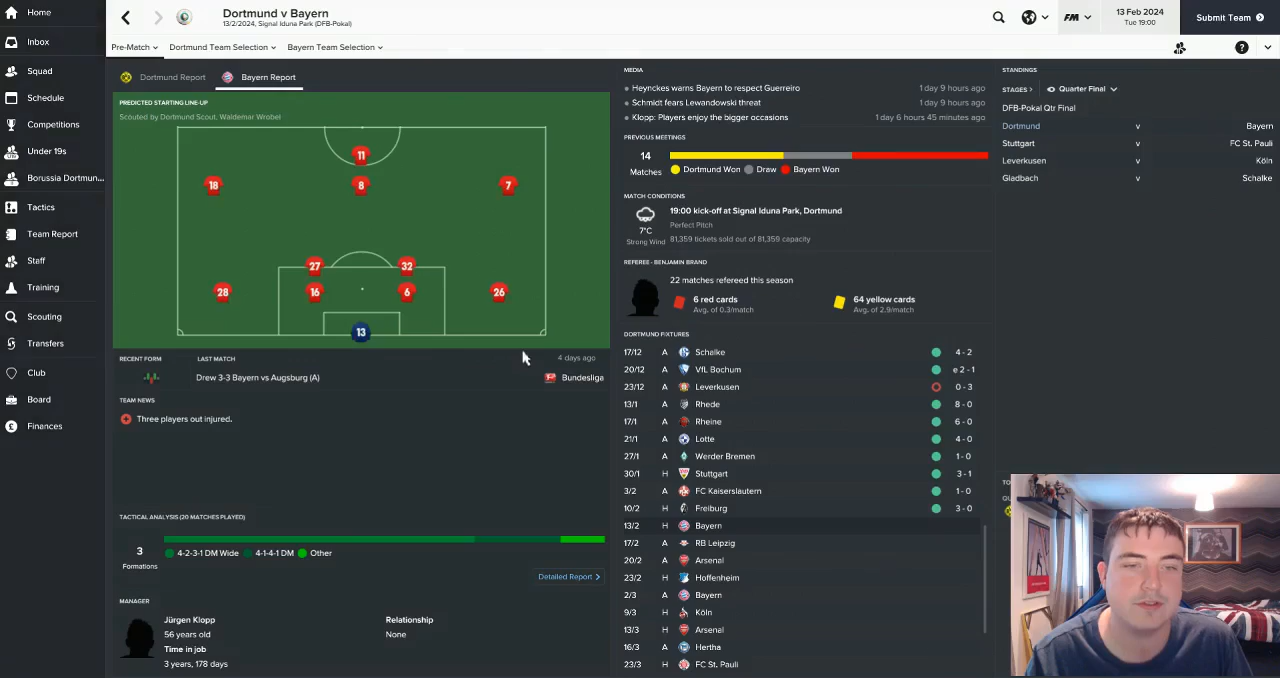 Home
Inbox
Squad
Schedule
Competitions
Under 19s
Borussia Dortmun...
Tactics
Team Report
Staff
Training
Scouting
Transfers
Club
Board
Finances
Dortmund v Bayern
13/2/2024, Signal Iduna Park (DFB-Pokal)
FM
13 Feb 2024
Tue 19:00
Submit Team
Pre-Match
Dortmund Team Selection
Bayern Team Selection
?
Dortmund Report
Bayern Report
PREDICTED STARTING LINE-UP
Scouted by Dortmund Scout, Waldemar Wrobel
11
18 8 7
27 32
28 16 6 26
13
RECENT FORM
LAST MATCH
4 days ago
Drew 3-3 Bayern vs Augsburg (A)
Bundesliga
TEAM NEWS
Three players out injured.
TACTICAL ANALYSIS (20 MATCHES PLAYED)
3
Formations
4-2-3-1 DM Wide
4-1-4-1 DM
Other
Detailed Report >
MANAGER
Jürgen Klopp
56 years old
Time in job
3 years, 178 days
Relationship
None
MEDIA
Heynckes warns Bayern to respect Guerreiro 1 day 9 hours ago
Schmidt fears Lewandowski threat 1 day 9 hours ago
Klopp: Players enjoy the bigger occasions 1 day 6 hours 45 minutes ago
PREVIOUS MEETINGS
14
Matches
Dortmund Won
Draw
Bayern Won
MATCH CONDITIONS
7°C
Strong Wind
19:00 kick-off at Signal Iduna Park, Dortmund
Perfect Pitch
81,359 tickets sold out of 81,359 capacity
REFEREE - BENJAMIN BRAND
22 matches refereed this season
6 red cards
Avg. of 0.3/match
64 yellow cards
Avg. of 2.9/match
DORTMUND FIXTURES
17/12 A Schalke 4 - 2
20/12 A VfL Bochum e 2 - 1
23/12 A Leverkusen 0 - 3
13/1 A Rhede 8 - 0
17/1 A Rheine 6 - 0
21/1 A Lotte 4 - 0
27/1 A Werder Bremen 1 - 0
30/1 H Stuttgart 3 - 1
3/2 A FC Kaiserslautern 1 - 0
10/2 H Freiburg 3 - 0
13/2 H Bayern
17/2 A RB Leipzig
20/2 A Arsenal
23/2 H Hoffenheim
2/3 A Bayern
9/3 H Köln
13/3 H Arsenal
16/3 A Hertha
23/3 H FC St. Pauli
STANDINGS
STAGES >
Quarter Final
DFB-Pokal Qtr Final
Dortmund v Bayern
Stuttgart v FC St. Pauli
Leverkusen v Köln
Gladbach v Schalke